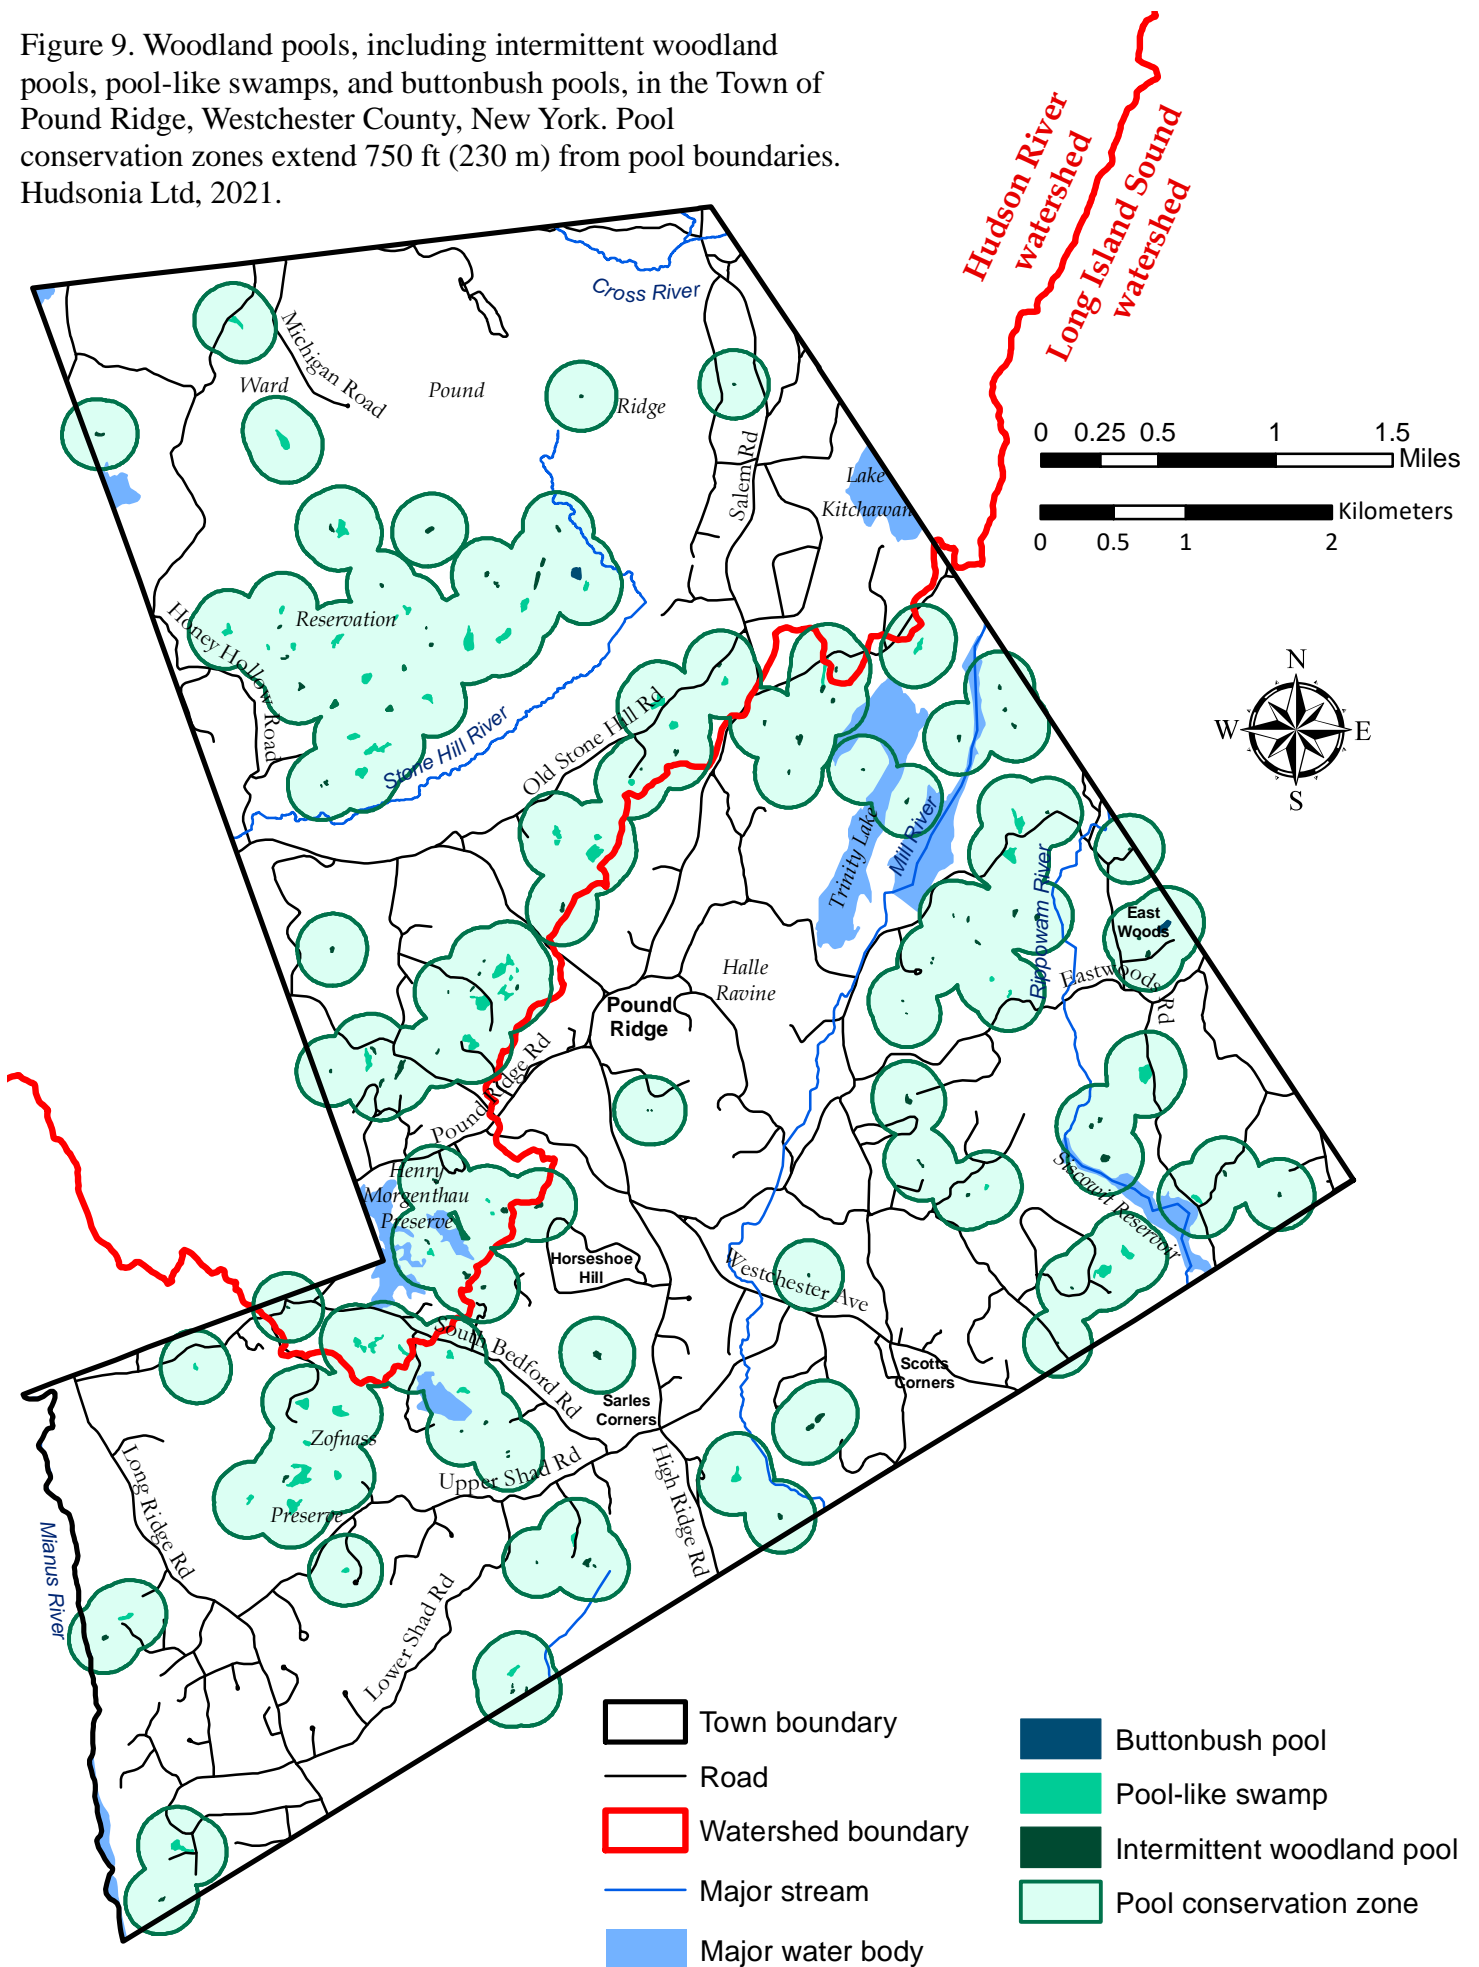 Figure 9. Woodland pools, including intermittent woodland
pools, pool-like swamps, and buttonbush pools, in the Town of
Pound Ridge, Westchester County, New York. Pool
conservation zones extend 750 ft (230 m) from pool boundaries.
Hudsonia Ltd, 2021.
Hudson River
watershed
Long Island Sound
watershed
Cross River
Michigan Road
Ward
Pound
Ridge
Reservation
Salem Rd
Lake
Kitchawan
0 0.25 0.5 1 1.5
Miles
Kilometers
0 0.5 1 2
N
W E
S
Honey Hollow Road
Stone Hill River
Old Stone Hill Rd
Trinity Lake
Mill River
Rippowam River
East
Woods
Eastwoods Rd
Halle
Ravine
Pound
Ridge
Pound Ridge Rd
Henry
Morgenthau
Preserve
Siscowit Reservoir
Horseshoe
Hill
Westchester Ave
South Bedford Rd
Scotts
Corners
Sarles
Corners
Zofnass
Preserve
Upper Shad Rd
High Ridge Rd
Long Ridge Rd
Mianus River
Lower Shad Rd
Town boundary
Road
Watershed boundary
Major stream
Major water body
Buttonbush pool
Pool-like swamp
Intermittent woodland pool
Pool conservation zone